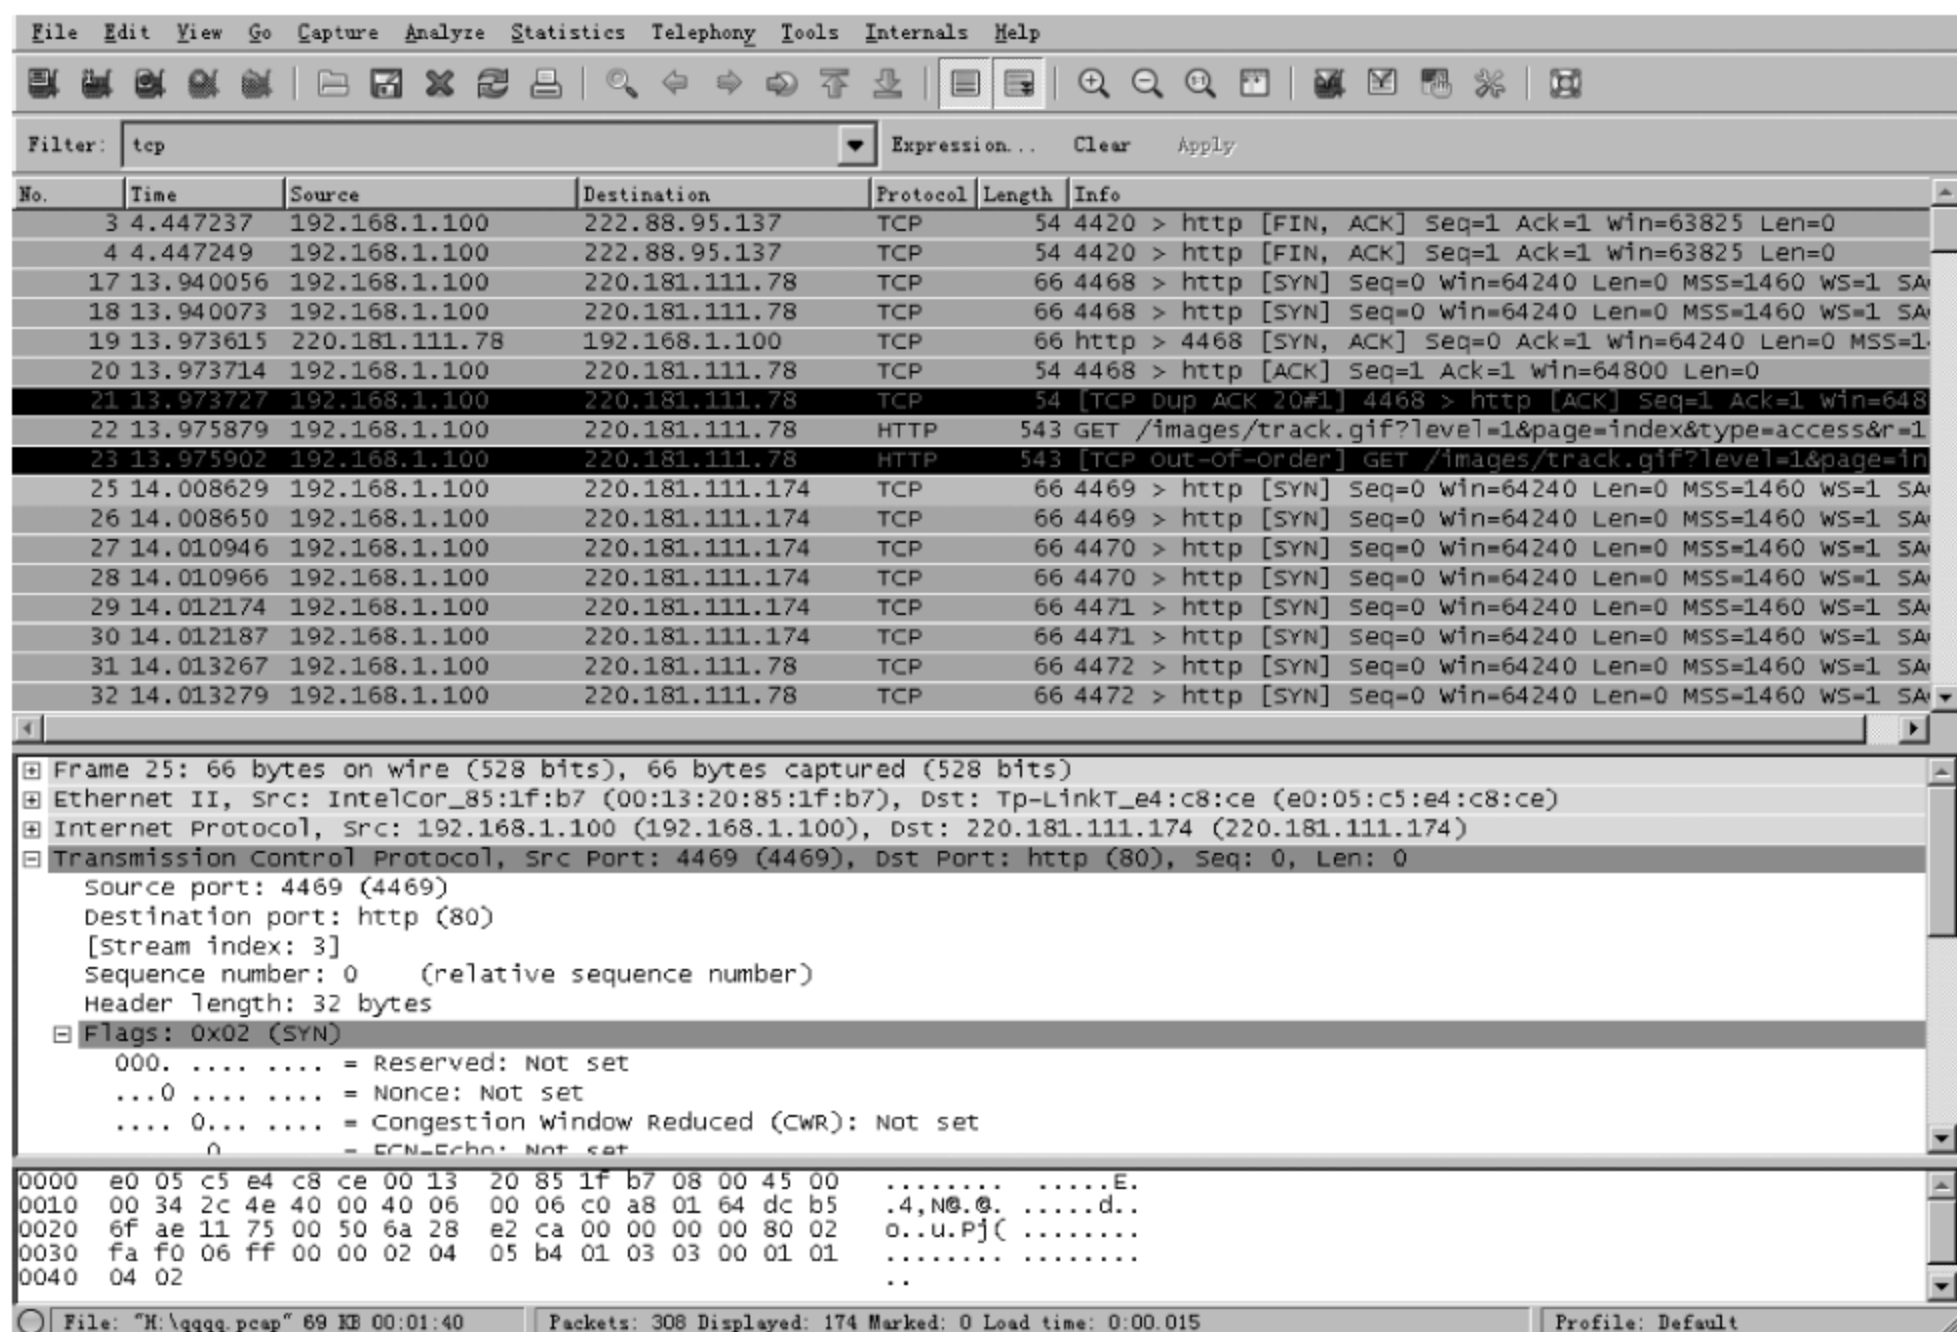 File Edit View Go Capture Analyze Statistics Telephony Tools Internals Help
Filter: tcp Expression... Clear Apply
No. Time Source Destination Protocol Length Info
3 4.447237 192.168.1.100 222.88.95.137 TCP 54 4420 > http [FIN, ACK] Seq=1 Ack=1 Win=63825 Len=0
4 4.447249 192.168.1.100 222.88.95.137 TCP 54 4420 > http [FIN, ACK] Seq=1 Ack=1 Win=63825 Len=0
17 13.940056 192.168.1.100 220.181.111.78 TCP 66 4468 > http [SYN] Seq=0 Win=64240 Len=0 MSS=1460 WS=1 SA
18 13.940073 192.168.1.100 220.181.111.78 TCP 66 4468 > http [SYN] Seq=0 Win=64240 Len=0 MSS=1460 WS=1 SA
19 13.973615 220.181.111.78 192.168.1.100 TCP 66 http > 4468 [SYN, ACK] Seq=0 Ack=1 Win=64240 Len=0 MSS=1
20 13.973714 192.168.1.100 220.181.111.78 TCP 54 4468 > http [ACK] Seq=1 Ack=1 Win=64800 Len=0
21 13.973727 192.168.1.100 220.181.111.78 TCP 54 [TCP Dup ACK 20#1] 4468 > http [ACK] Seq=1 Ack=1 Win=648
22 13.975879 192.168.1.100 220.181.111.78 HTTP 543 GET /images/track.gif?level=1&page=index&type=access&r=1
23 13.975902 192.168.1.100 220.181.111.78 HTTP 543 [TCP Out-Of-Order] GET /images/track.gif?level=1&page=in
25 14.008629 192.168.1.100 220.181.111.174 TCP 66 4469 > http [SYN] Seq=0 Win=64240 Len=0 MSS=1460 WS=1 SA
26 14.008650 192.168.1.100 220.181.111.174 TCP 66 4469 > http [SYN] Seq=0 Win=64240 Len=0 MSS=1460 WS=1 SA
27 14.010946 192.168.1.100 220.181.111.174 TCP 66 4470 > http [SYN] Seq=0 Win=64240 Len=0 MSS=1460 WS=1 SA
28 14.010966 192.168.1.100 220.181.111.174 TCP 66 4470 > http [SYN] Seq=0 Win=64240 Len=0 MSS=1460 WS=1 SA
29 14.012174 192.168.1.100 220.181.111.174 TCP 66 4471 > http [SYN] Seq=0 Win=64240 Len=0 MSS=1460 WS=1 SA
30 14.012187 192.168.1.100 220.181.111.174 TCP 66 4471 > http [SYN] Seq=0 Win=64240 Len=0 MSS=1460 WS=1 SA
31 14.013267 192.168.1.100 220.181.111.78 TCP 66 4472 > http [SYN] Seq=0 Win=64240 Len=0 MSS=1460 WS=1 SA
32 14.013279 192.168.1.100 220.181.111.78 TCP 66 4472 > http [SYN] Seq=0 Win=64240 Len=0 MSS=1460 WS=1 SA
Frame 25: 66 bytes on wire (528 bits), 66 bytes captured (528 bits)
Ethernet II, Src: IntelCor_85:1f:b7 (00:13:20:85:1f:b7), Dst: Tp-LinkT_e4:c8:ce (e0:05:c5:e4:c8:ce)
Internet Protocol, Src: 192.168.1.100 (192.168.1.100), Dst: 220.181.111.174 (220.181.111.174)
Transmission Control Protocol, Src Port: 4469 (4469), Dst Port: http (80), Seq: 0, Len: 0
Source port: 4469 (4469)
Destination port: http (80)
[Stream index: 3]
Sequence number: 0 (relative sequence number)
Header length: 32 bytes
Flags: 0x02 (SYN)
000. .... .... = Reserved: Not set
...0 .... .... = Nonce: Not set
.... 0... .... = Congestion Window Reduced (CWR): Not set
0 = ECN-Echo: Not set
0000 e0 05 c5 e4 c8 ce 00 13 20 85 1f b7 08 00 45 00 ........ .....E.
0010 00 34 2c 4e 40 00 40 06 00 06 c0 a8 01 64 dc b5 .4,N@.@. .....d..
0020 6f ae 11 75 00 50 6a 28 e2 ca 00 00 00 00 80 02 o..u.Pj( ........
0030 fa f0 06 ff 00 00 02 04 05 b4 01 03 03 00 01 01 ........ ........
0040 04 02 ..
File: "H:\qqqq.pcap" 69 KB 00:01:40 Packets: 308 Displayed: 174 Marked: 0 Load time: 0:00.015 Profile: Default